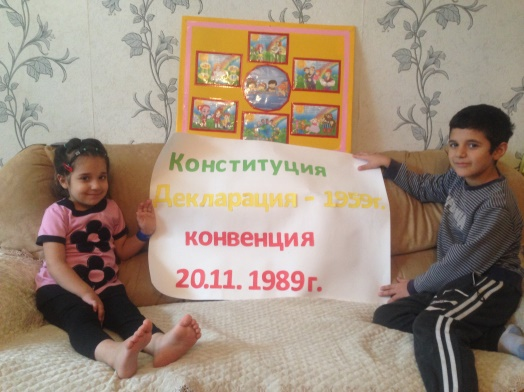 Конституция
Декларация - 1959г.
конвенция
20.11. 1989г.